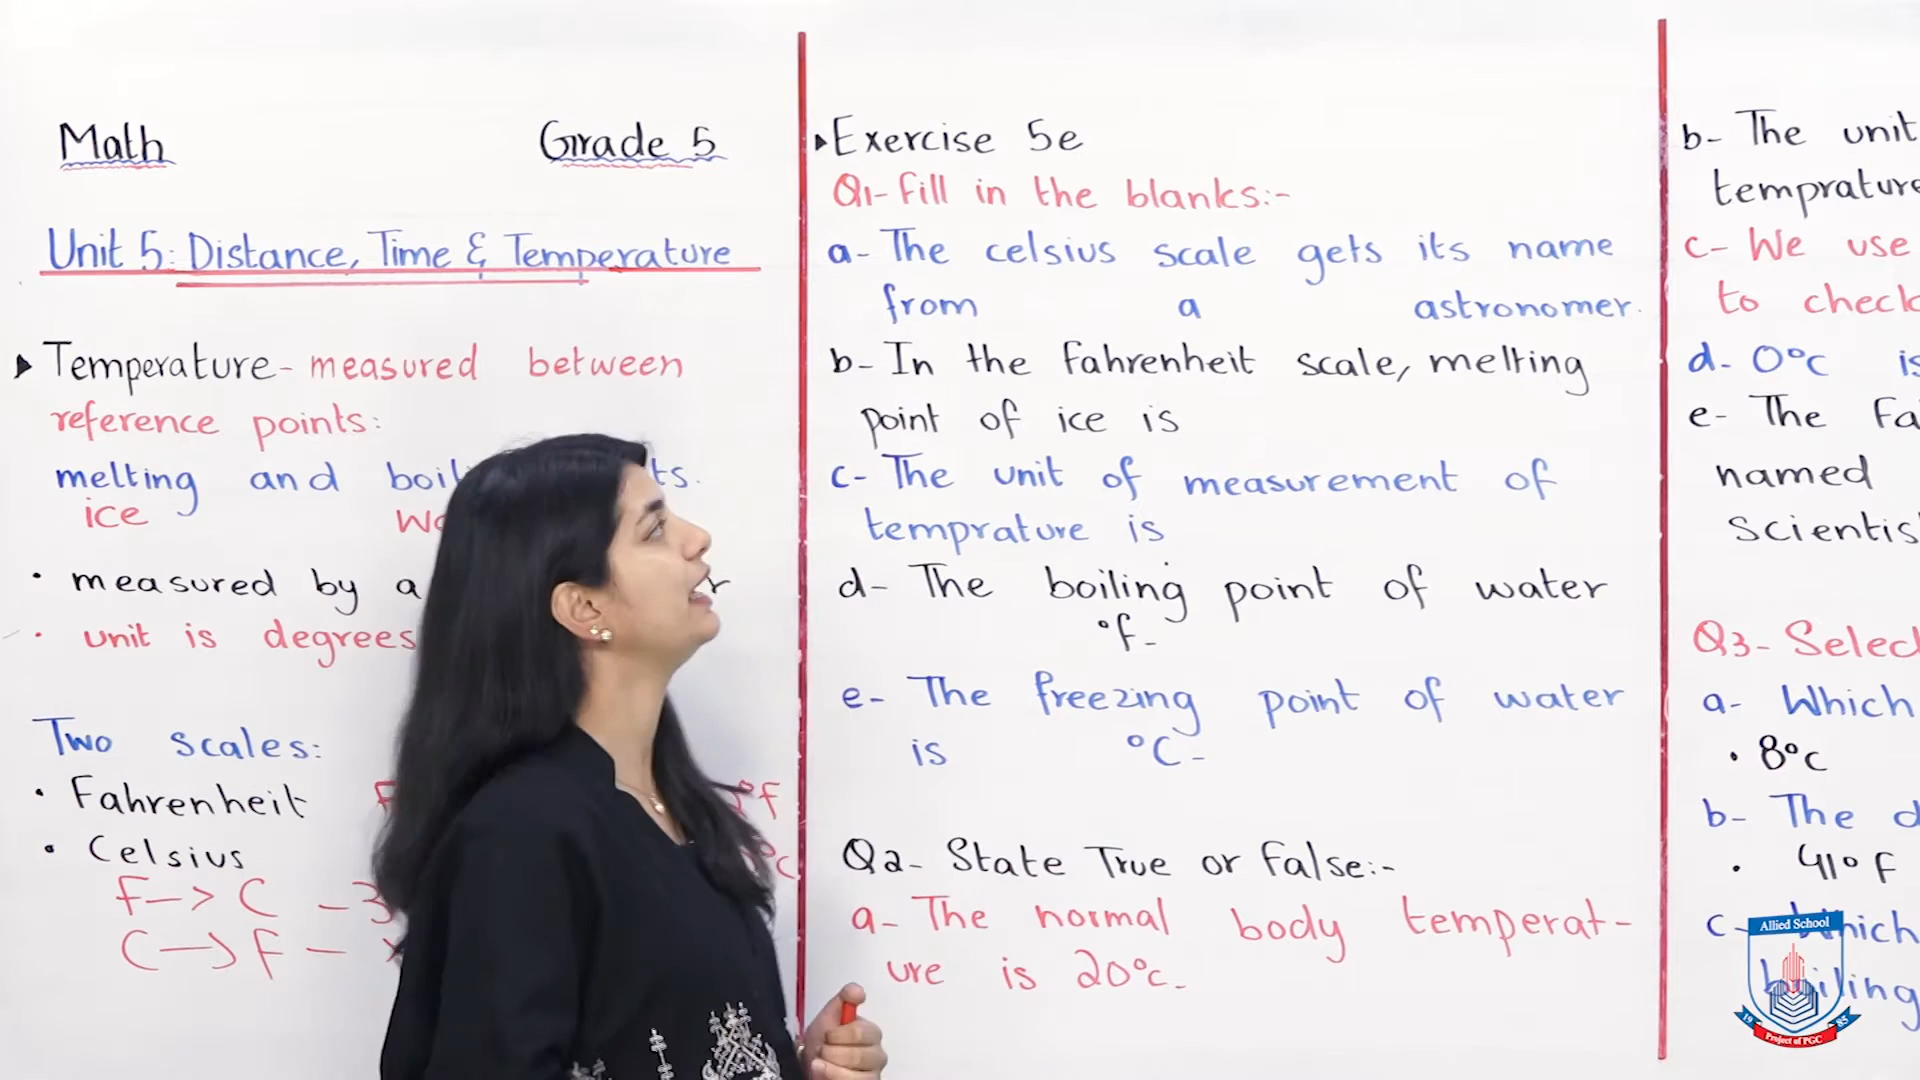 Math Grade 5
Unit 5: Distance, Time & Temperature
Temperature- measured between
reference points:
melting and
ice
• measured by a
• unit is degrees
Two scales:
• Fahrenheit
• Celsius
F—> C
C—> F
Exercise 5e
Q1- Fill in the blanks:-
a- The celsius scale gets its name
from a astronomer.
b- In the Fahrenheit scale, melting
point of ice is
c- The unit of measurement of
temprature is
d- The boiling point of water
°F-
e- The freezing point of water
is °C-
Q2- State True or False:-
a- The normal body temperat-
ure is 20°C-
b- The unit
temprature
c- We use
to check
d- 0°C is
e- The
named
Q3-
a- Which
• 8°C
b- The
• 41°F
c-
Allied School
19 85
Project of PGC